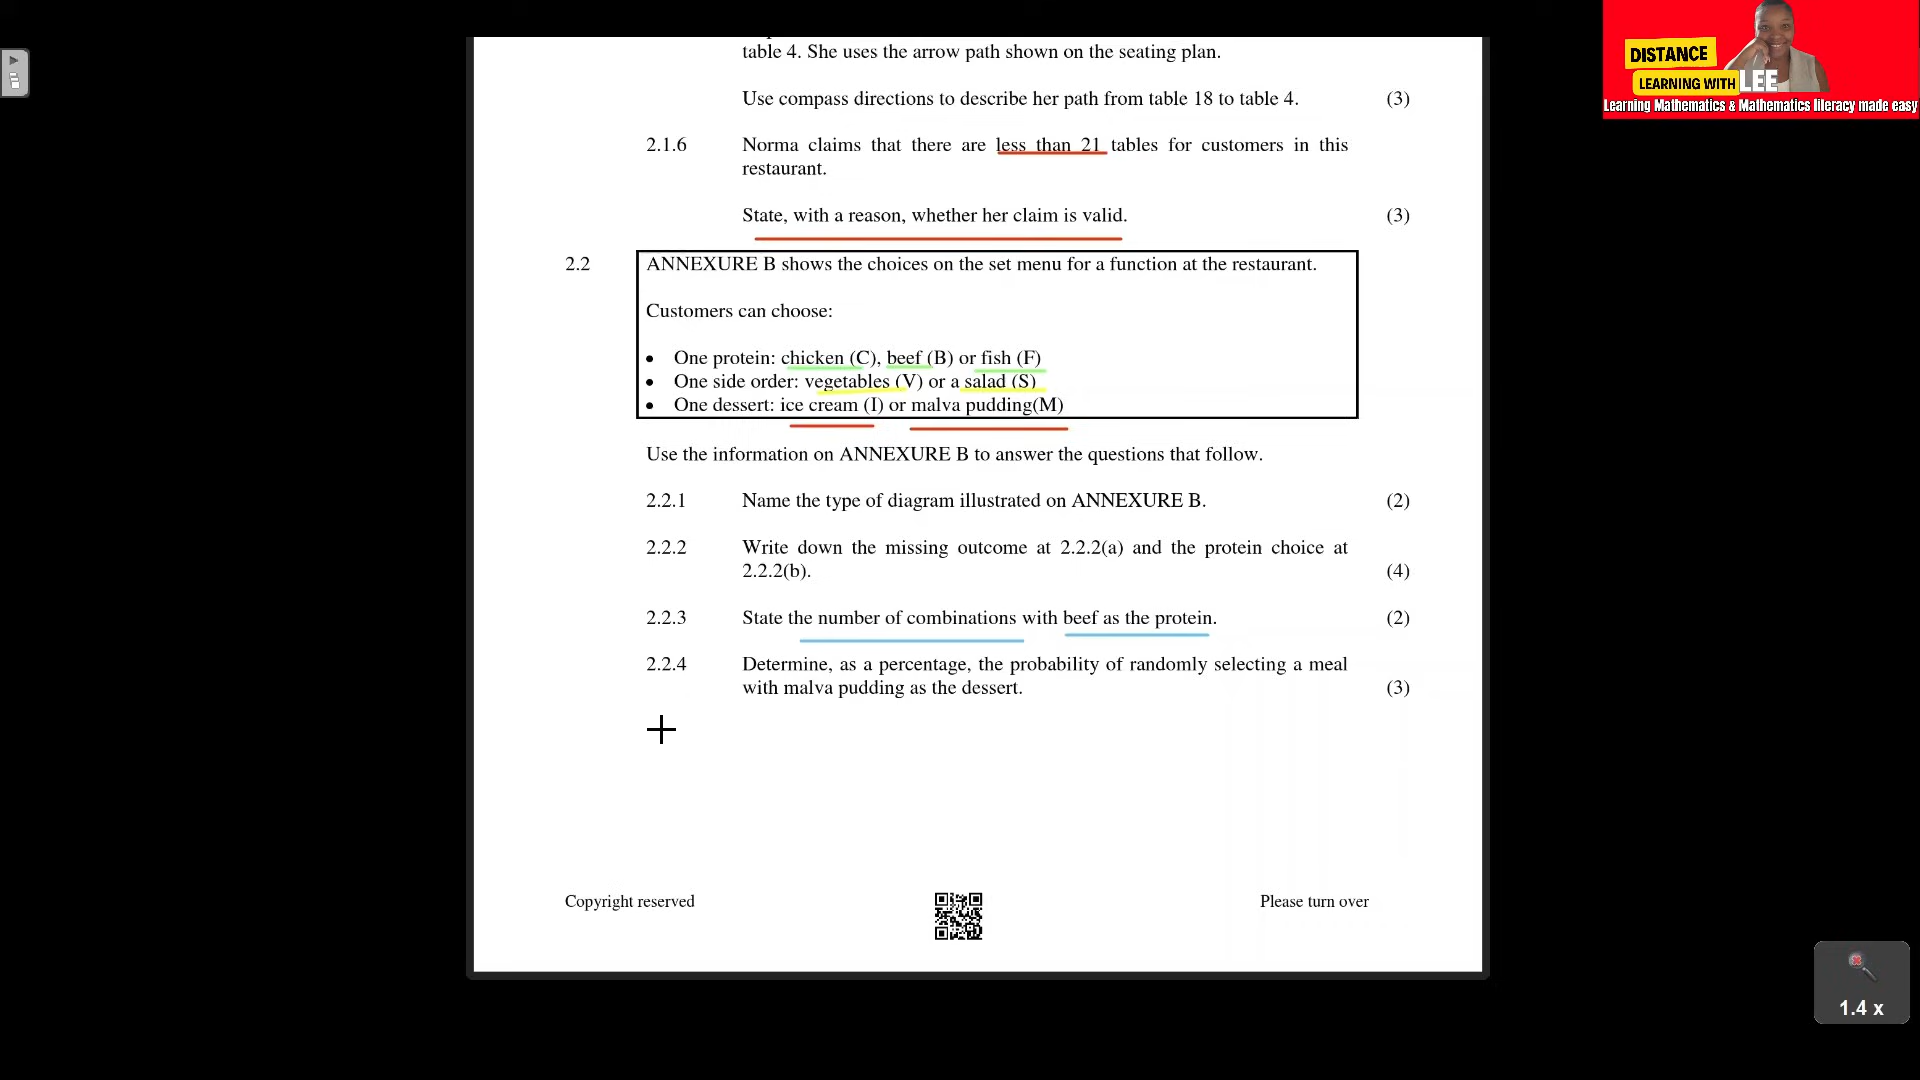 DISTANCE
LEARNING WITH LEE
Learning Mathematics & Mathematics literacy made easy
table 4. She uses the arrow path shown on the seating plan.
Use compass directions to describe her path from table 18 to table 4. (3)
2.1.6 Norma claims that there are less than 21 tables for customers in this
restaurant.
State, with a reason, whether her claim is valid. (3)
2.2 ANNEXURE B shows the choices on the set menu for a function at the restaurant.
Customers can choose:
• One protein: chicken (C), beef (B) or fish (F)
• One side order: vegetables (V) or a salad (S)
• One dessert: ice cream (I) or malva pudding(M)
Use the information on ANNEXURE B to answer the questions that follow.
2.2.1 Name the type of diagram illustrated on ANNEXURE B. (2)
2.2.2 Write down the missing outcome at 2.2.2(a) and the protein choice at
2.2.2(b). (4)
2.2.3 State the number of combinations with beef as the protein. (2)
2.2.4 Determine, as a percentage, the probability of randomly selecting a meal
with malva pudding as the dessert. (3)
Copyright reserved Please turn over
1.4 x